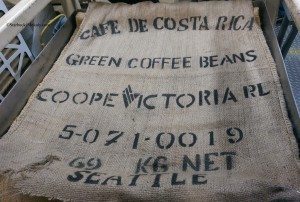 CAFE DE COSTA RICA
GREEN COFFEE BEANS
COOPE VICTORIA RL
5-071-0019
69 KG NET
SEATTLE